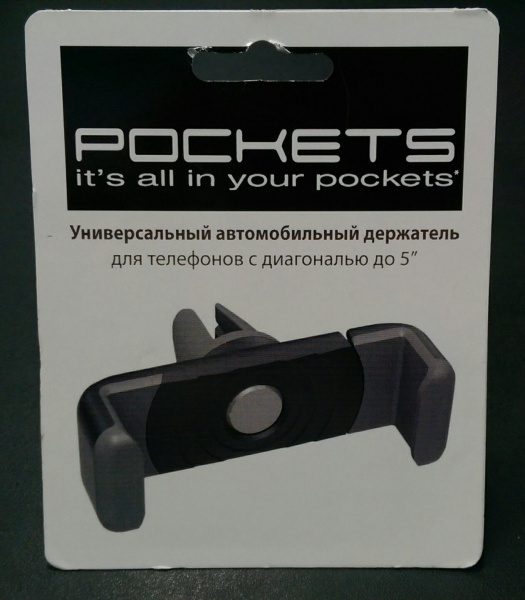 POCKETS
it's all in your pockets*
Универсальный автомобильный держатель
для телефонов с диагональю до 5”